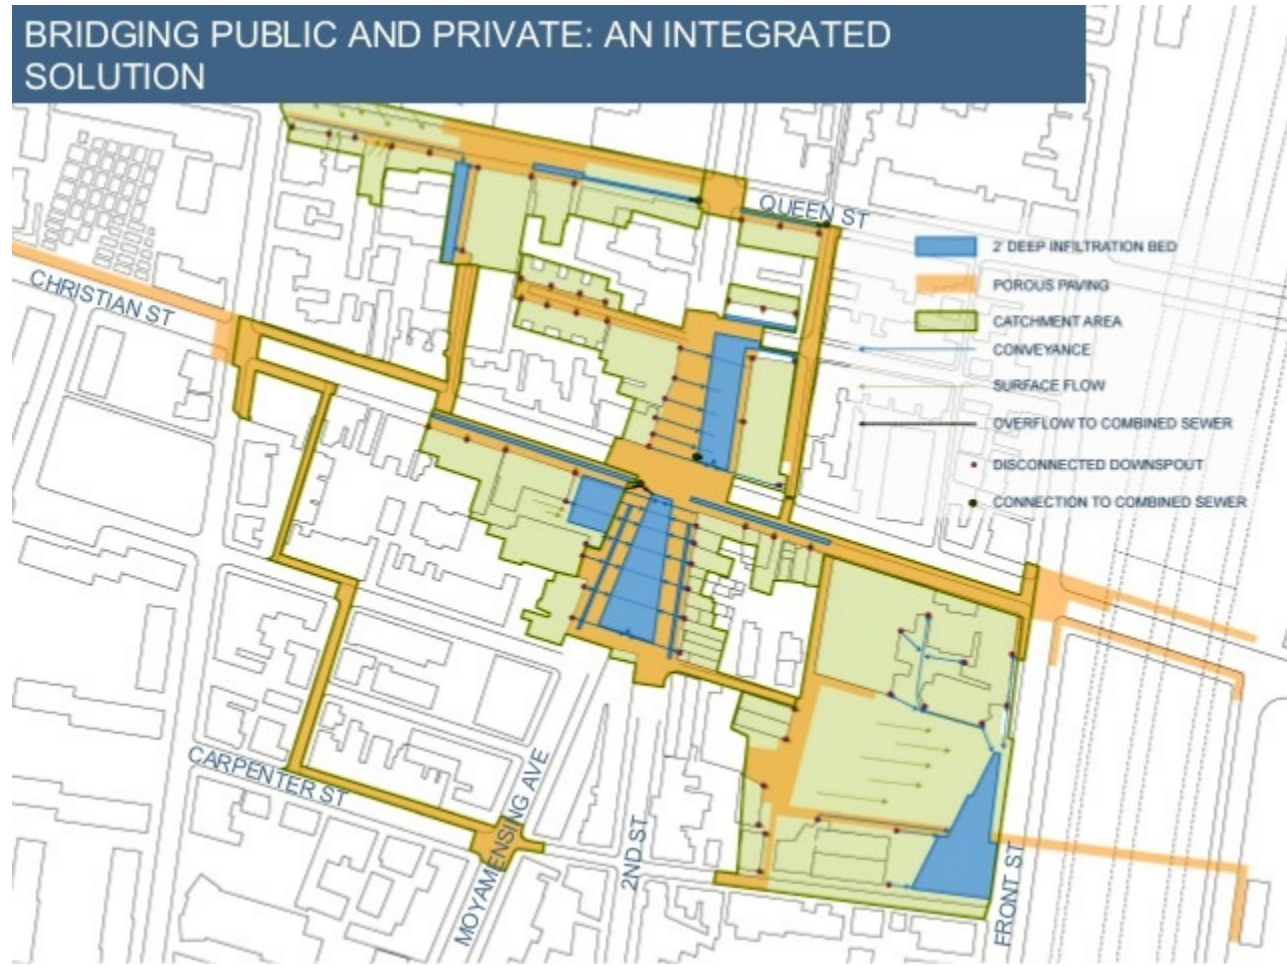 BRIDGING PUBLIC AND PRIVATE: AN INTEGRATED
SOLUTION
QUEEN ST
CHRISTIAN ST
2' DEEP INFILTRATION BED
POROUS PAVING
CATCHMENT AREA
CONVEYANCE
SURFACE FLOW
OVERFLOW TO COMBINED SEWER
DISCONNECTED DOWNSPOUT
CONNECTION TO COMBINED SEWER
CARPENTER ST
MOYAMENSING AVE
2ND ST
FRONT ST